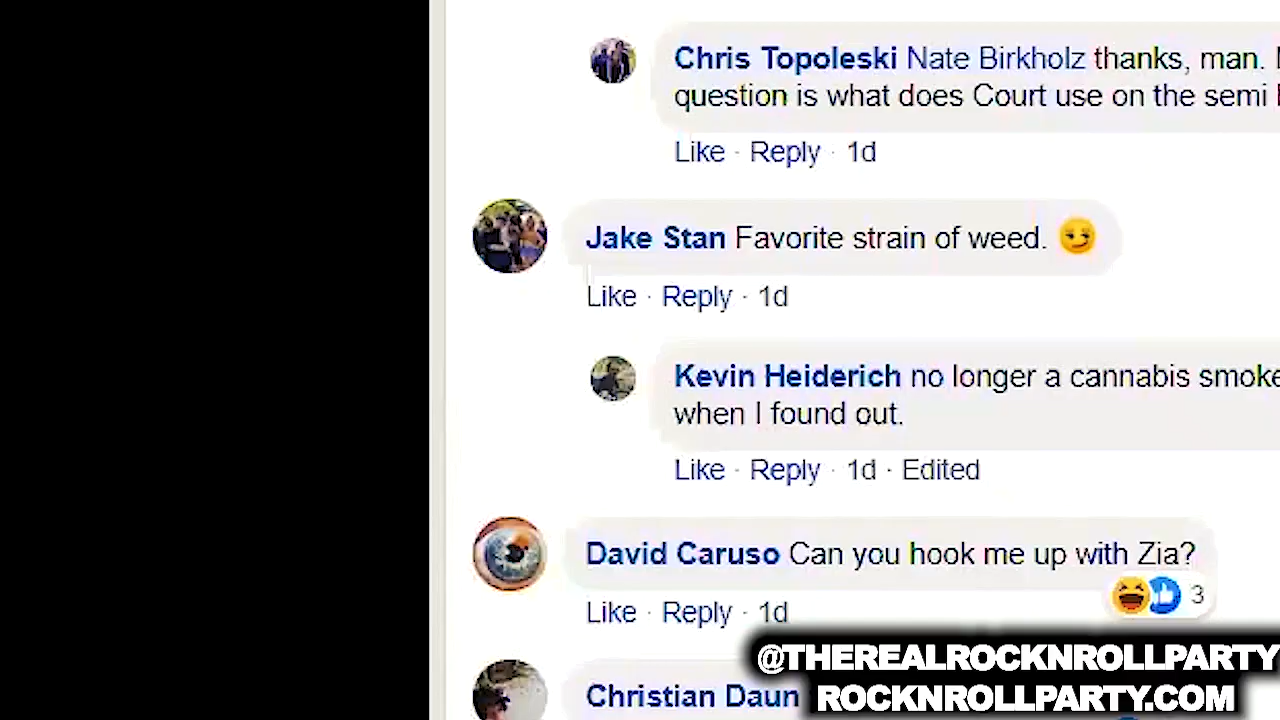 Chris Topoleski Nate Birkholz thanks, man.
question is what does Court use on the semi
Like · Reply · 1d
Jake Stan Favorite strain of weed. 😏
Like · Reply · 1d
Kevin Heiderich no longer a cannabis smoke
when I found out.
Like · Reply · 1d · Edited
David Caruso Can you hook me up with Zia?
3
Like · Reply · 1d
@THEREALROCKNROLLPARTY
Christian Daun
ROCKNROLLPARTY.COM